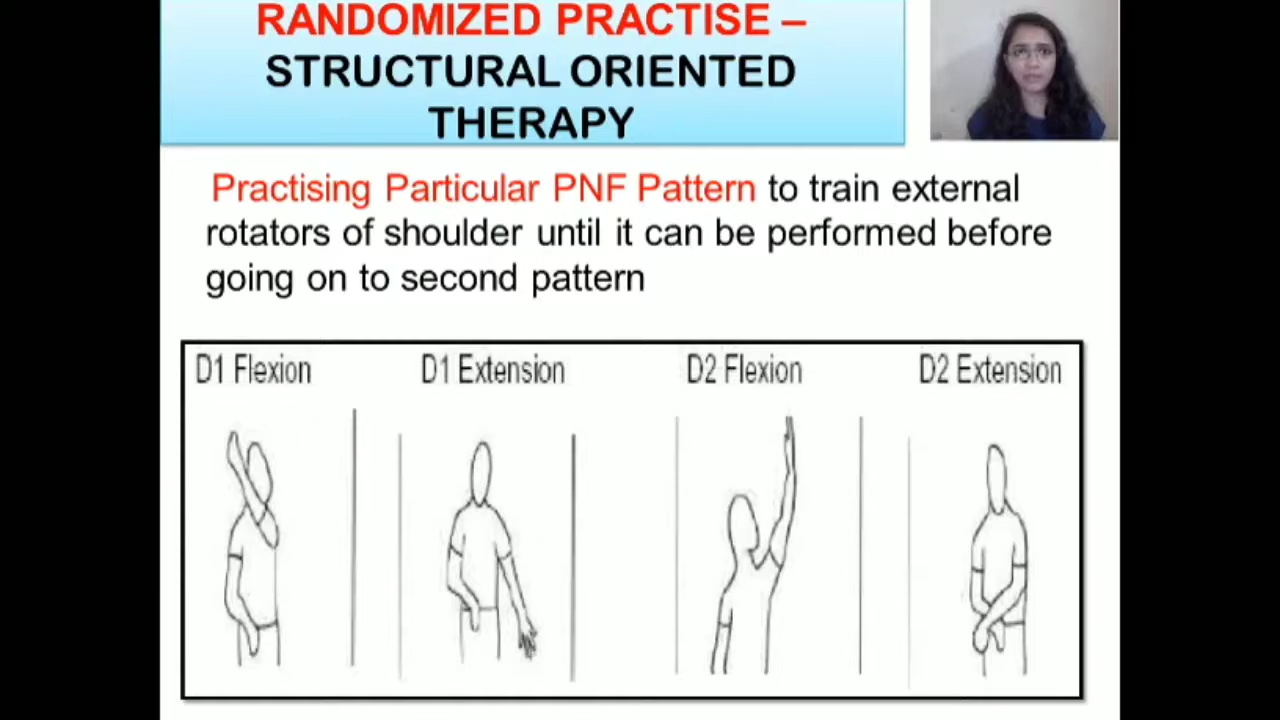 RANDOMIZED PRACTISE –
STRUCTURAL ORIENTED
THERAPY
Practising Particular PNF Pattern to train external
rotators of shoulder until it can be performed before
going on to second pattern
D1 Flexion
D1 Extension
D2 Flexion
D2 Extension